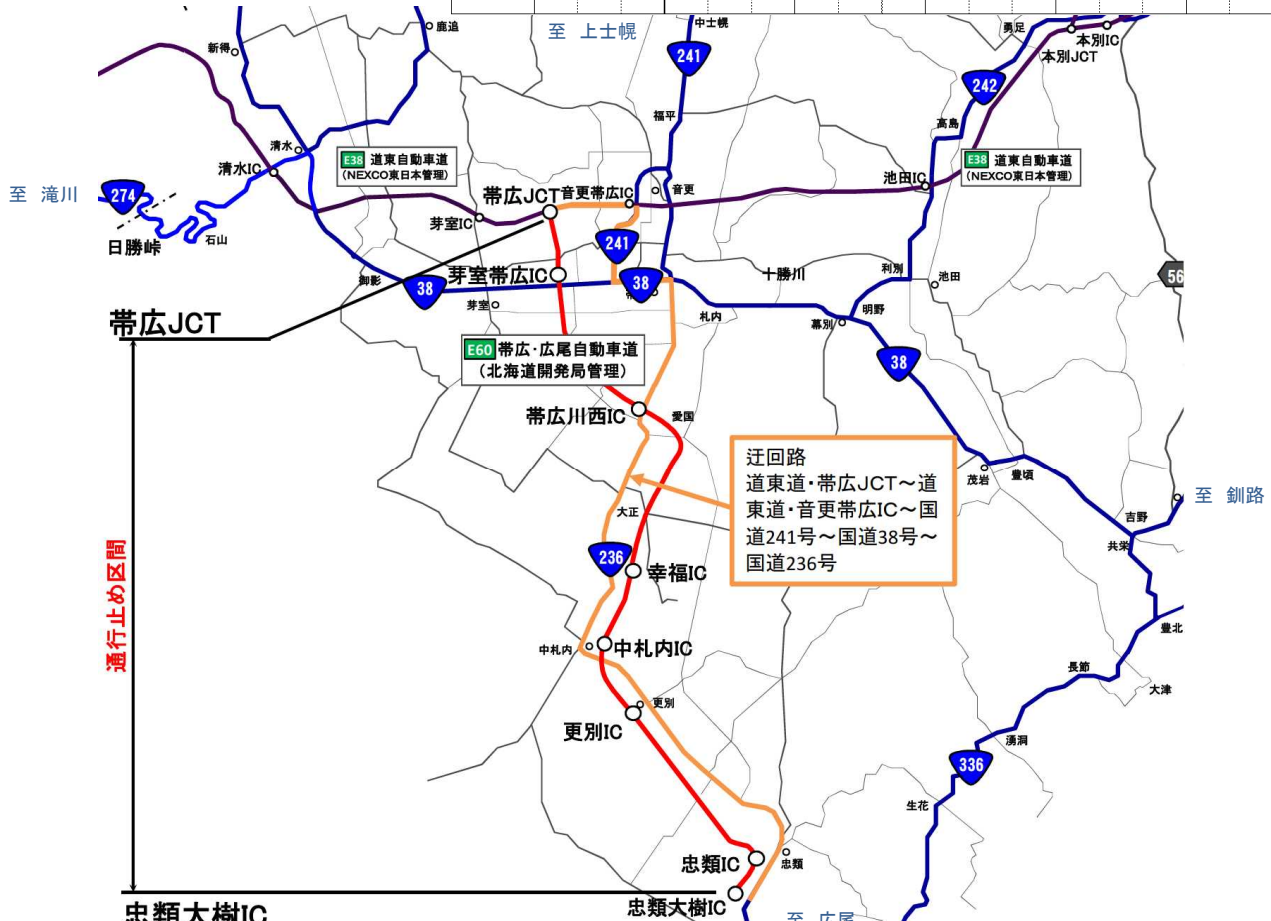 至 上士幌
中士幌
鹿追
新得
241
勇足
本別IC
本別JCT
242
福平
高島
清水
清水IC
E38 道東自動車道
(NEXCO東日本管理)
E38 道東自動車道
(NEXCO東日本管理)
池田IC
至 滝川
274
日勝峠
石山
帯広JCT
音更帯広IC
音更
芽室IC
241
芽室帯広IC
38
38
御影
芽室
十勝川
利別
池田
56
札内
幕別
明野
帯広JCT
E60 帯広・広尾自動車道
(北海道開発局管理)
38
帯広川西IC
愛国
迂回路
道東道・帯広JCT～道
東道・音更帯広IC～国
道241号～国道38号～
国道236号
茂岩
豊頃
至 釧路
大正
吉野
共栄
236
幸福IC
通行止め区間
中札内
中札内IC
豊北
長節
大津
更別
更別IC
湧洞
336
生花
忠類IC
忠類
忠類大樹IC
忠類大樹IC
至 広尾